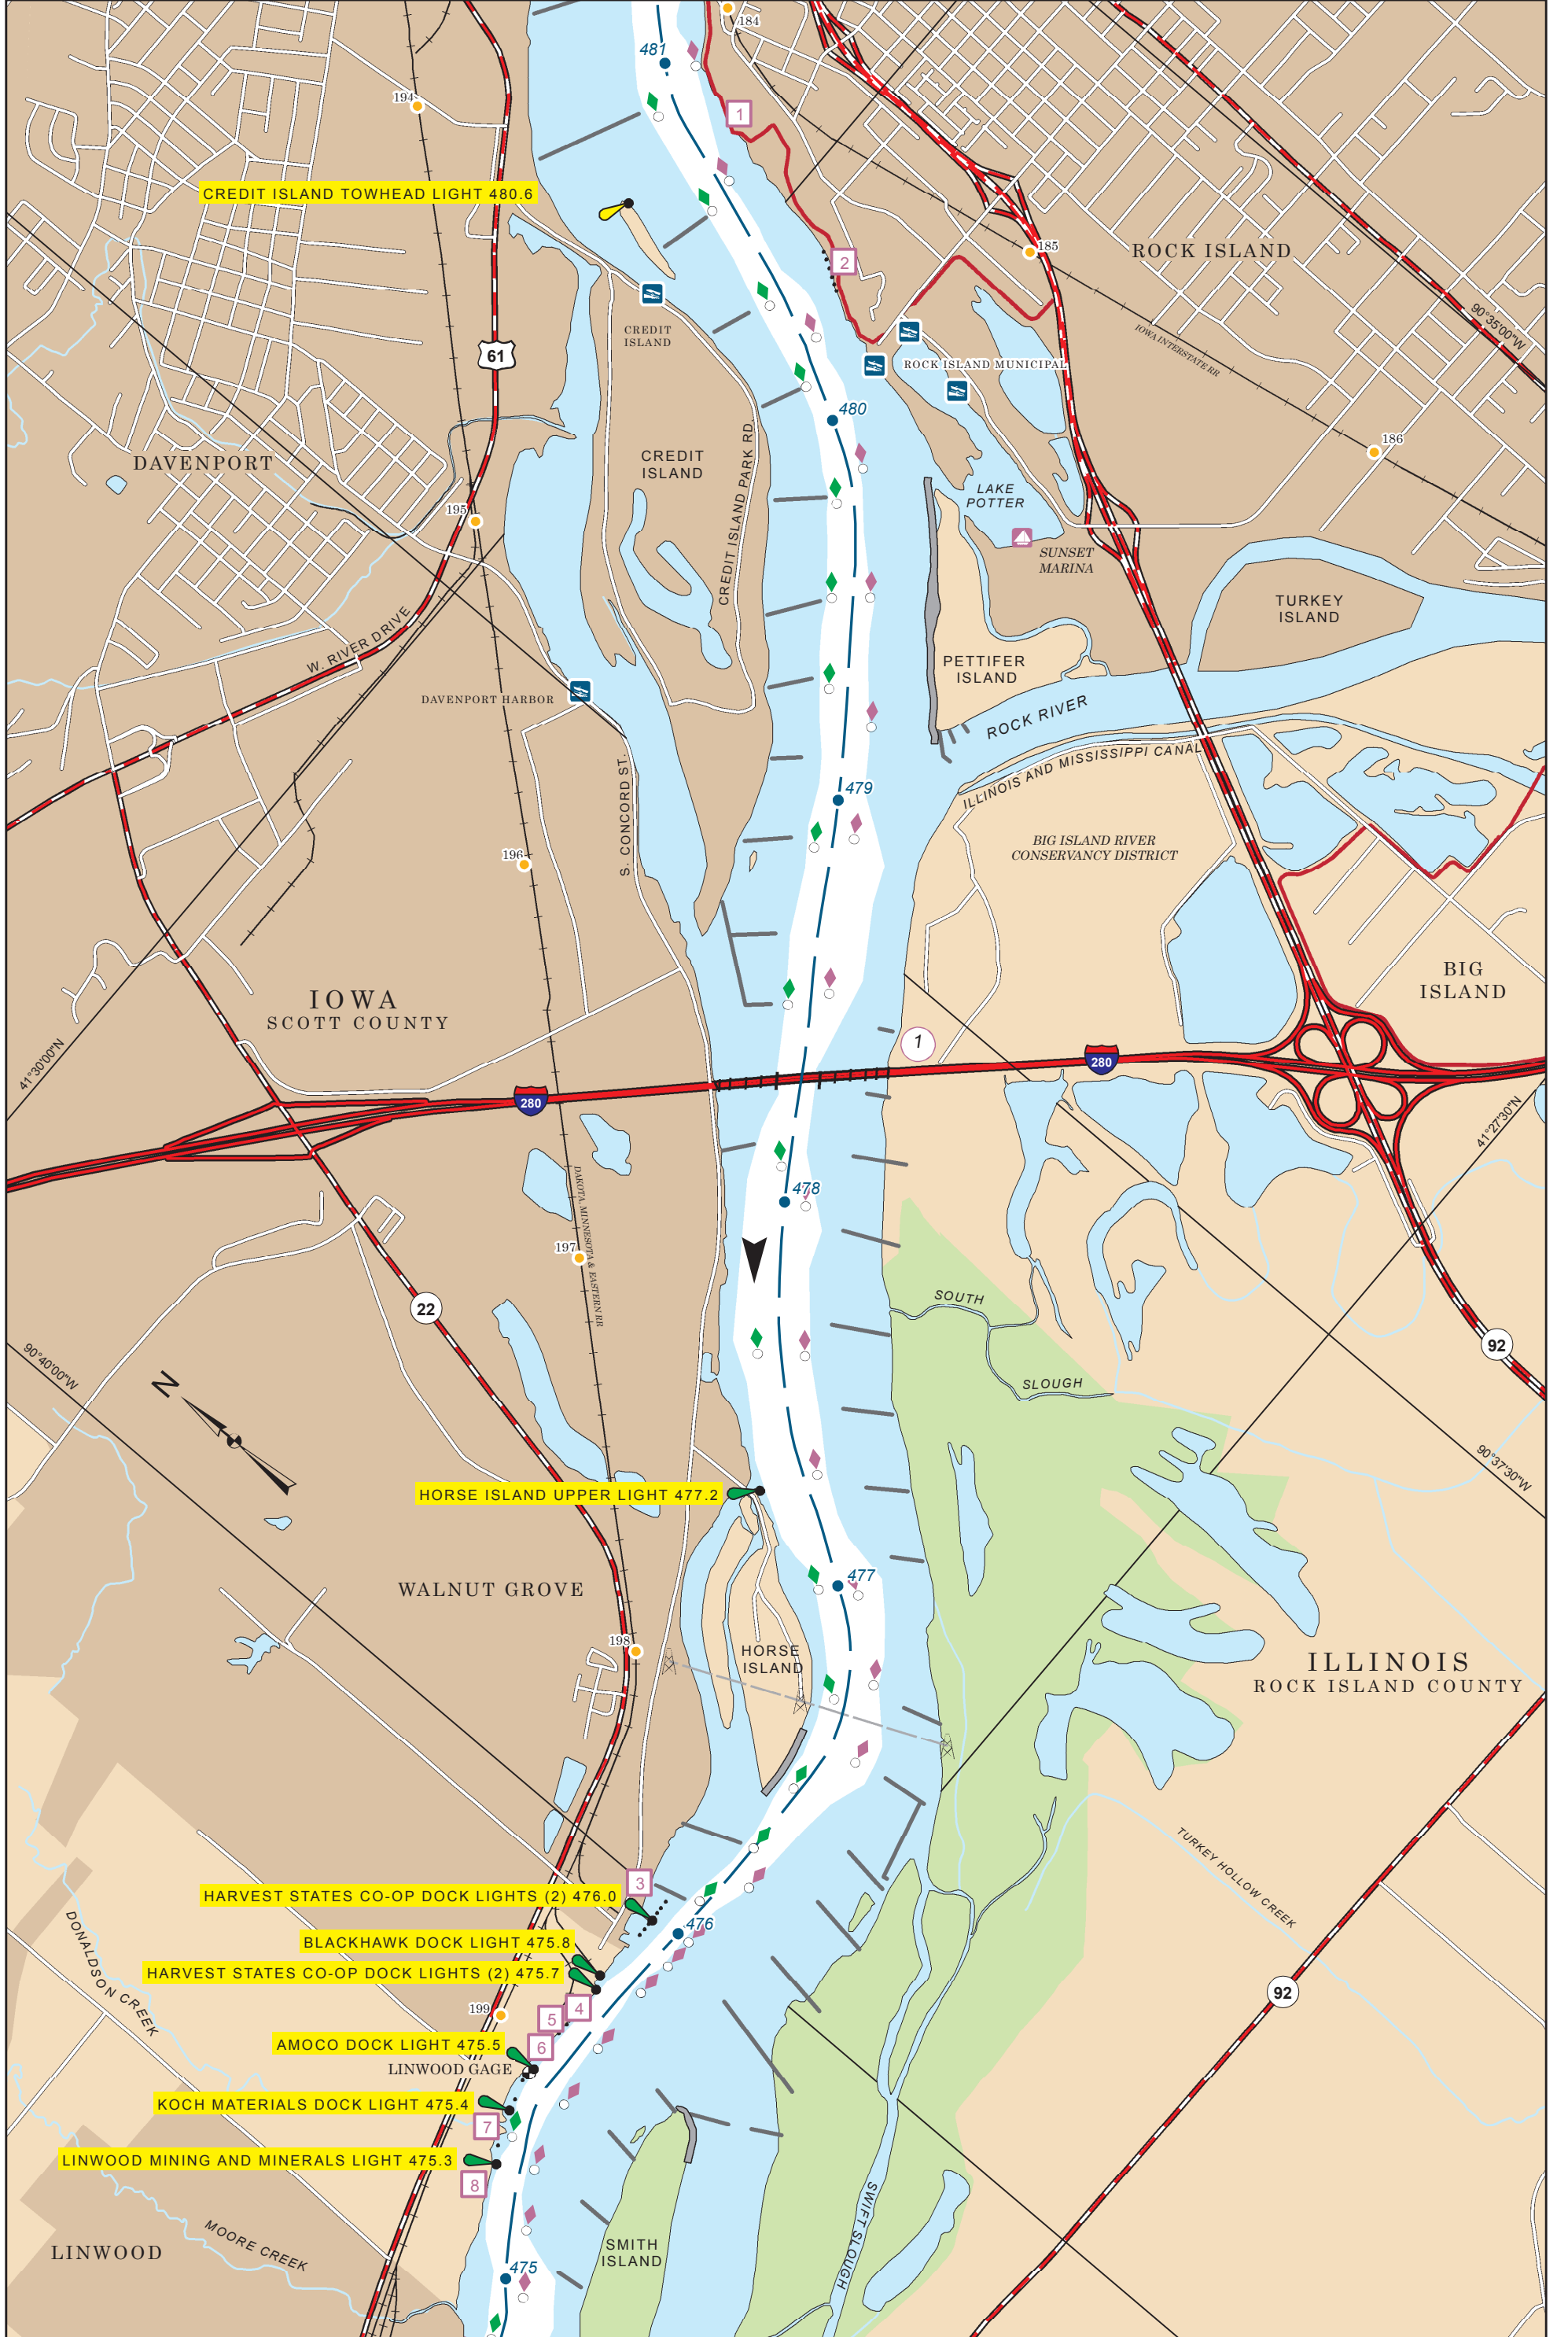 184
481
194
1
CREDIT ISLAND TOWHEAD LIGHT 480.6
2
185
ROCK ISLAND
90°35'00"W
IOWA INTERSTATE RR
CREDIT
ISLAND
61
ROCK ISLAND MUNICIPAL
480
186
DAVENPORT
CREDIT
ISLAND
CREDIT ISLAND PARK RD.
LAKE
POTTER
195
SUNSET
MARINA
TURKEY
ISLAND
W. RIVER DRIVE
PETTIFER
ISLAND
DAVENPORT HARBOR
ROCK RIVER
ILLINOIS AND MISSISSIPPI CANAL
S. CONCORD ST.
479
BIG ISLAND RIVER
CONSERVANCY DISTRICT
196
BIG
ISLAND
IOWA
SCOTT COUNTY
41°30'00"N
1
280
280
41°27'30"N
478
DAKOTA, MINNESOTA & EASTERN RR
197
22
SOUTH
SLOUGH
92
90°40'00"W
N
90°37'30"W
HORSE ISLAND UPPER LIGHT 477.2
477
WALNUT GROVE
198
HORSE
ISLAND
ILLINOIS
ROCK ISLAND COUNTY
TURKEY HOLLOW CREEK
3
HARVEST STATES CO-OP DOCK LIGHTS (2) 476.0
476
BLACKHAWK DOCK LIGHT 475.8
HARVEST STATES CO-OP DOCK LIGHTS (2) 475.7
DONALDSON CREEK
92
199
4
5
6
AMOCO DOCK LIGHT 475.5
LINWOOD GAGE
KOCH MATERIALS DOCK LIGHT 475.4
7
LINWOOD MINING AND MINERALS LIGHT 475.3
8
SWIFT SLOUGH
MOORE CREEK
LINWOOD
SMITH
ISLAND
475